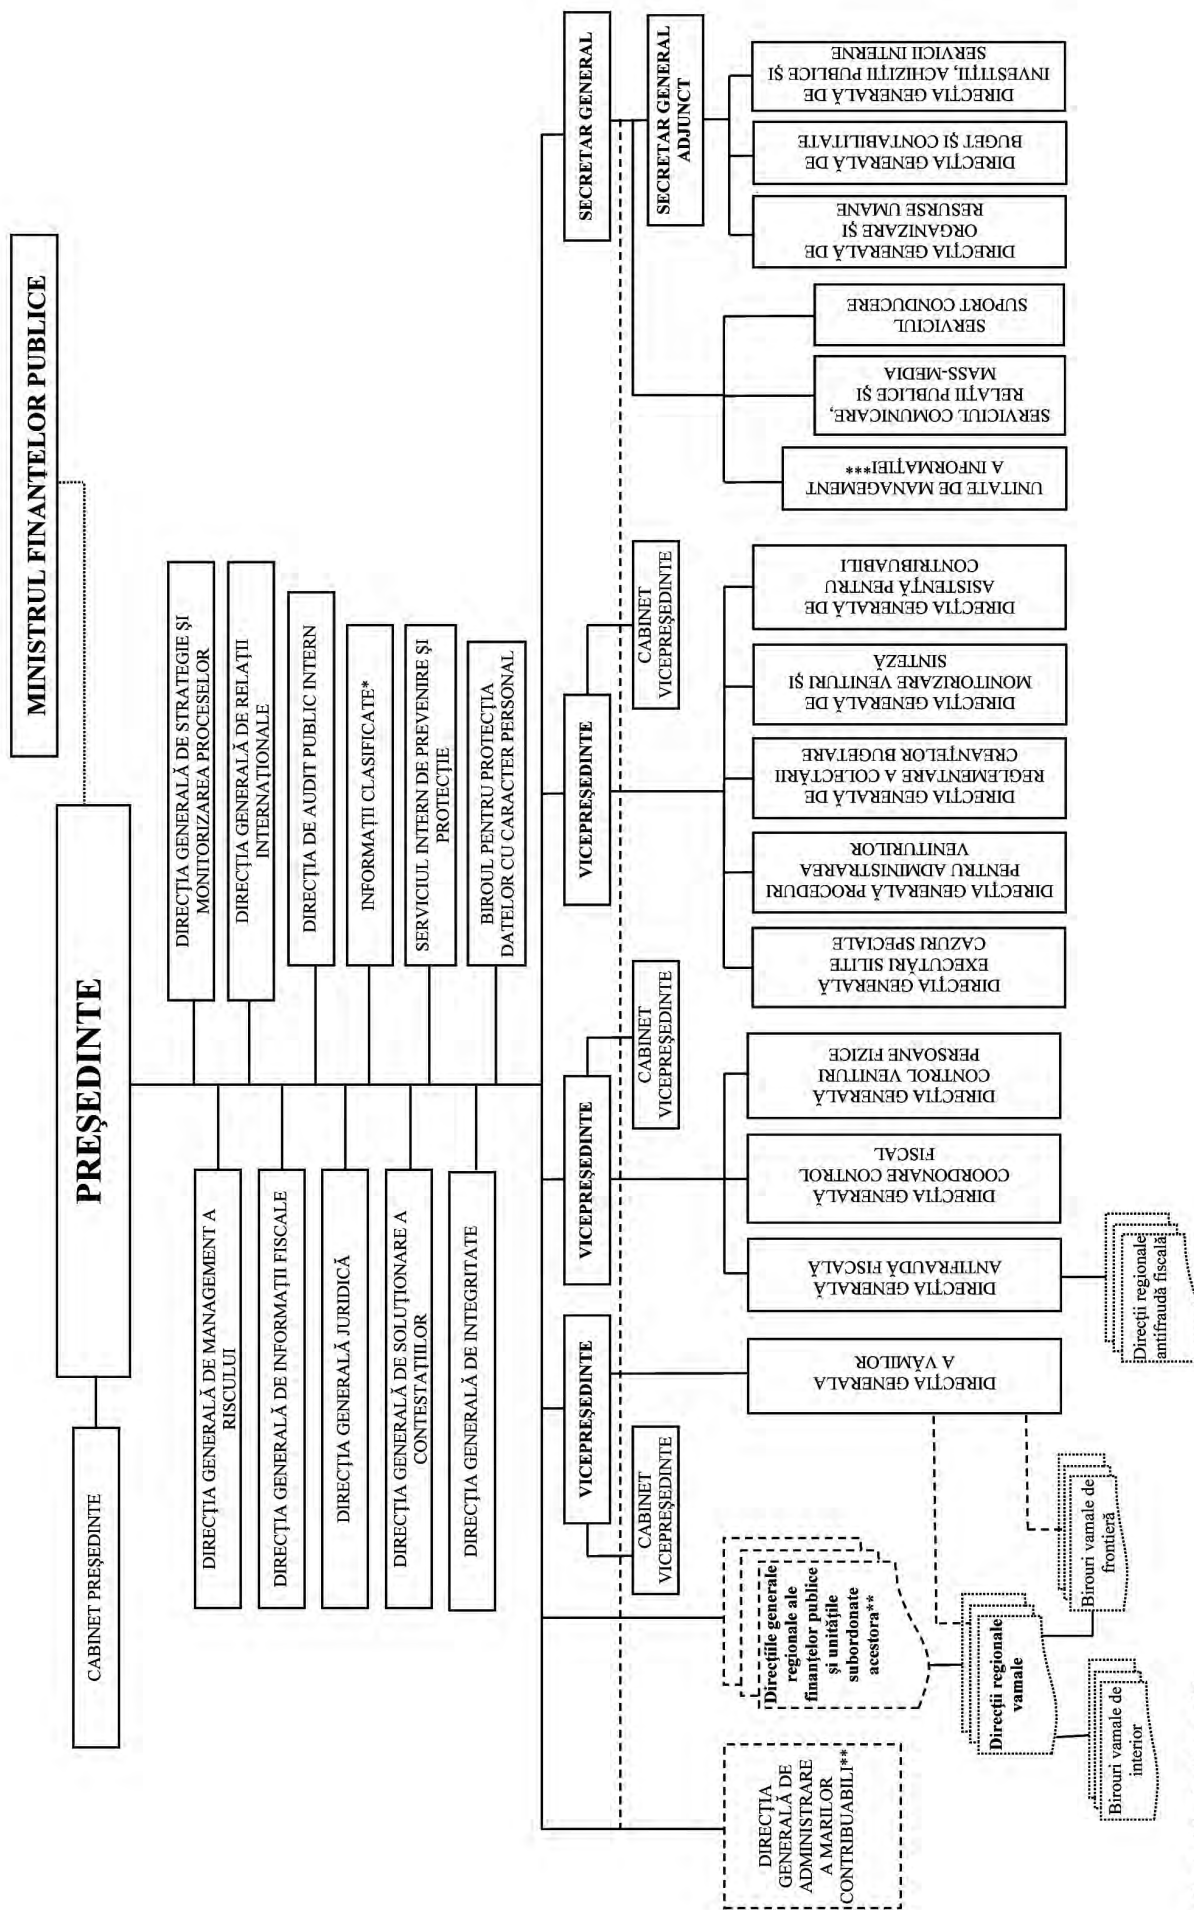 MINISTRUL FINANȚELOR PUBLICE
PREȘEDINTE
CABINET PREȘEDINTE
DIRECȚIA GENERALĂ DE MANAGEMENT A
RISCULUI
DIRECȚIA GENERALĂ DE INFORMAȚII FISCALE
DIRECȚIA GENERALĂ JURIDICĂ
DIRECȚIA GENERALĂ DE SOLUȚIONARE A
CONTESTAȚIILOR
DIRECȚIA GENERALĂ DE INTEGRITATE
DIRECȚIA GENERALĂ DE STRATEGIE ȘI
MONITORIZAREA PROCESELOR
DIRECȚIA GENERALĂ DE RELAȚII
INTERNAȚIONALE
DIRECȚIA DE AUDIT PUBLIC INTERN
INFORMAȚII CLASIFICATE*
SERVICIUL INTERN DE PREVENIRE ȘI
PROTECȚIE
BIROUL PENTRU PROTECȚIA
DATELOR CU CARACTER PERSONAL
VICEPREȘEDINTE
CABINET
VICEPREȘEDINTE
VICEPREȘEDINTE
CABINET
VICEPREȘEDINTE
VICEPREȘEDINTE
CABINET
VICEPREȘEDINTE
SECRETAR GENERAL
SECRETAR GENERAL
ADJUNCT
DIRECȚIA
GENERALĂ DE
ADMINISTRARE
A MARILOR
CONTRIBUABILI**
Direcțiile generale
regionale ale
finanțelor publice
și unitățile
subordonate
acestora**
Direcții regionale
vamale
Birouri vamale de
interior
Birouri vamale de
frontieră
DIRECȚIA GENERALA
A VĂMILOR
DIRECȚIA GENERALĂ
ANTIFRAUDĂ FISCALĂ
Direcții regionale
antifraudă fiscală
DIRECȚIA GENERALĂ
COORDONARE CONTROL
FISCAL
DIRECȚIA GENERALĂ
CONTROL VENITURI
PERSOANE FIZICE
DIRECȚIA GENERALĂ
EXECUTĂRI SILITE
CAZURI SPECIALE
DIRECȚIA GENERALĂ PROCEDURI
PENTRU ADMINISTRAREA
VENITURILOR
DIRECȚIA GENERALĂ DE
REGLEMENTARE A COLECTĂRII
CREANȚELOR BUGETARE
DIRECȚIA GENERALĂ DE
MONITORIZARE VENITURI ȘI
SINTEZĂ
DIRECȚIA GENERALĂ DE
ASISTENȚĂ PENTRU
CONTRIBUABILI
UNITATE DE MANAGEMENT
A INFORMAȚIEI***
SERVICIUL COMUNICARE,
RELAȚII PUBLICE ȘI
MASS-MEDIA
SERVICIUL
SUPORT CONDUCERE
DIRECȚIA GENERALĂ DE
ORGANIZARE ȘI
RESURSE UMANE
DIRECȚIA GENERALĂ DE
BUGET ȘI CONTABILITATE
DIRECȚIA GENERALĂ DE
INVESTIȚII, ACHIZIȚII PUBLICE ȘI
SERVICII INTERNE